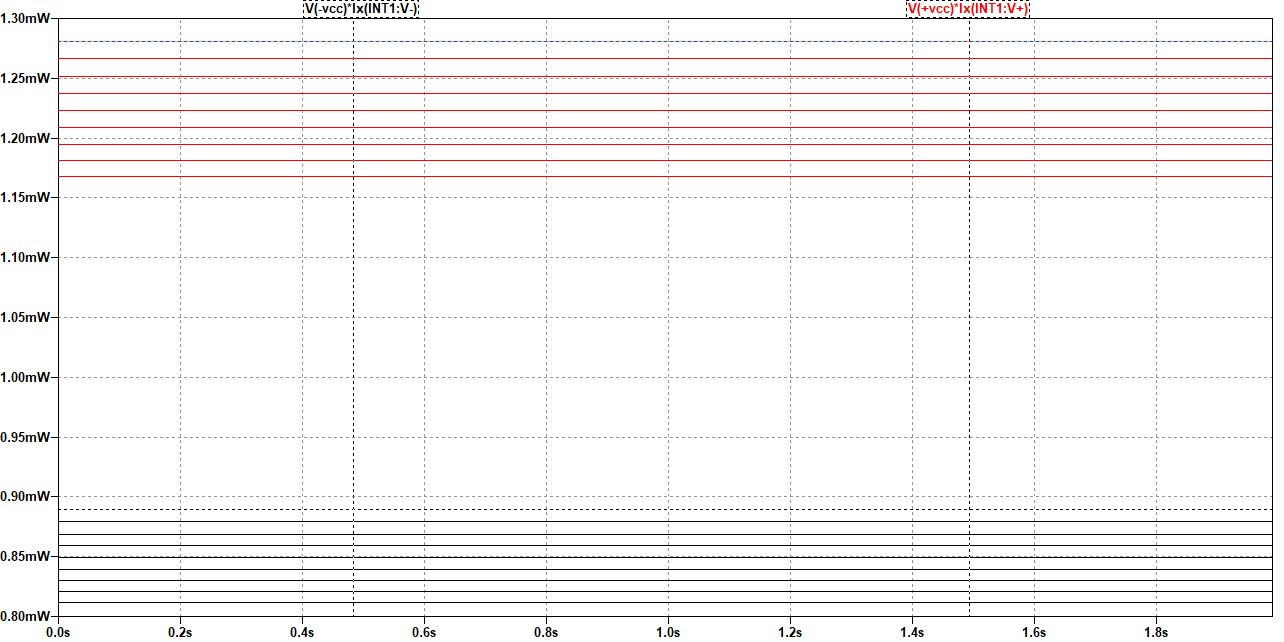 V(-vcc)*Ix(INT1:V-) V(+vcc)*Ix(INT1:V+)
1.30mW
1.25mW
1.20mW
1.15mW
1.10mW
1.05mW
1.00mW
0.95mW
0.90mW
0.85mW
0.80mW
0.0s 0.2s 0.4s 0.6s 0.8s 1.0s 1.2s 1.4s 1.6s 1.8s